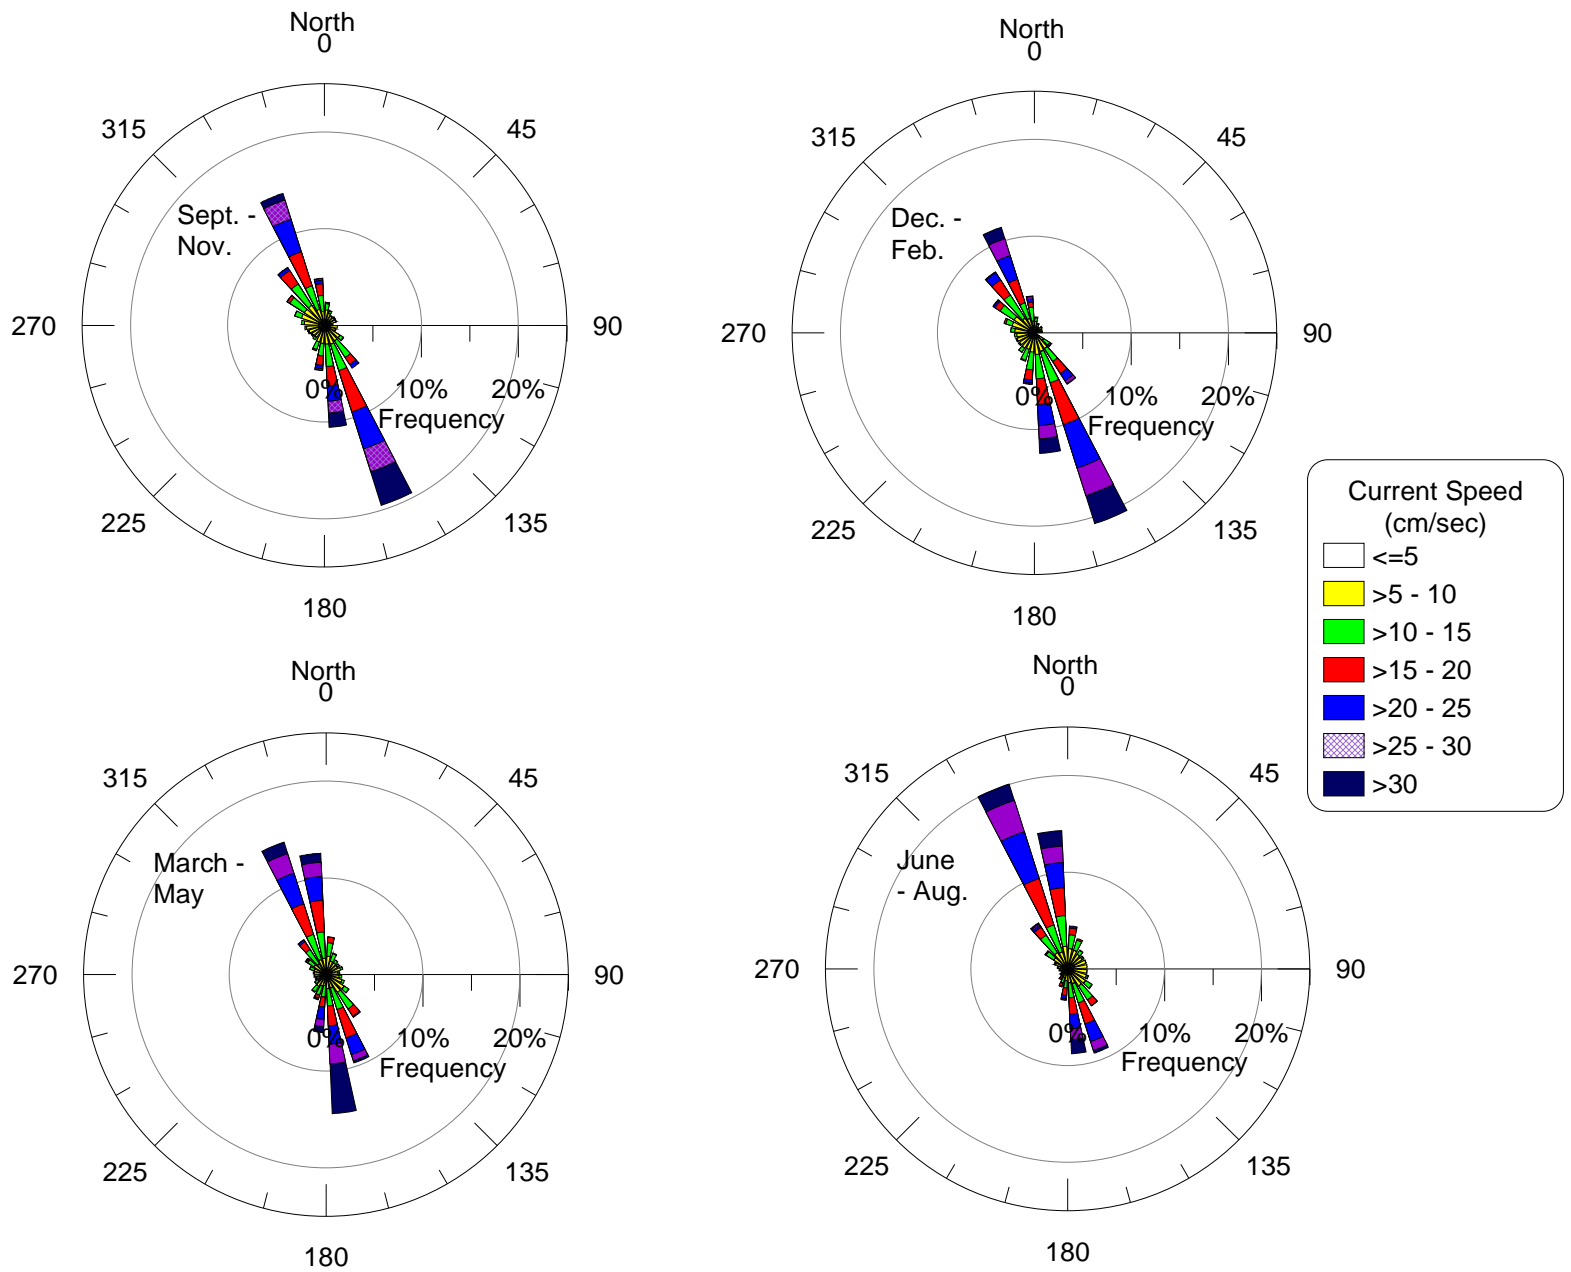 North
0
45
90
135
180
225
270
315
Sept. -
Nov.
0%
10%
20%
Frequency
North
0
45
90
135
180
225
270
315
Dec. -
Feb.
0%
10%
20%
Frequency
North
0
45
90
135
180
225
270
315
March -
May
0%
10%
20%
Frequency
North
0
45
90
135
180
225
270
315
June
- Aug.
0%
10%
20%
Frequency
Current Speed
(cm/sec)
<=5
>5 - 10
>10 - 15
>15 - 20
>20 - 25
>25 - 30
>30